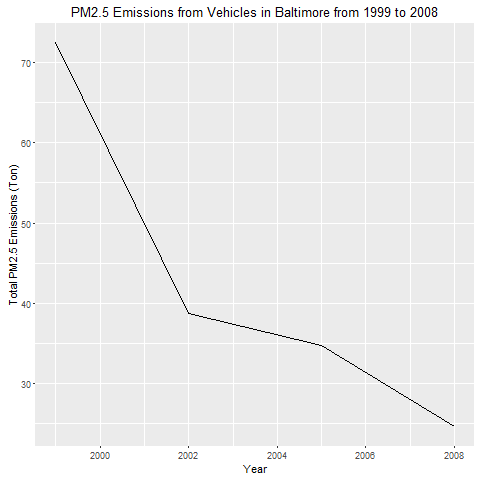 PM2.5 Emissions from Vehicles in Baltimore from 1999 to 2008
Total PM2.5 Emissions (Ton)
70
60
50
40
30
2000 2002 2004 2006 2008
Year